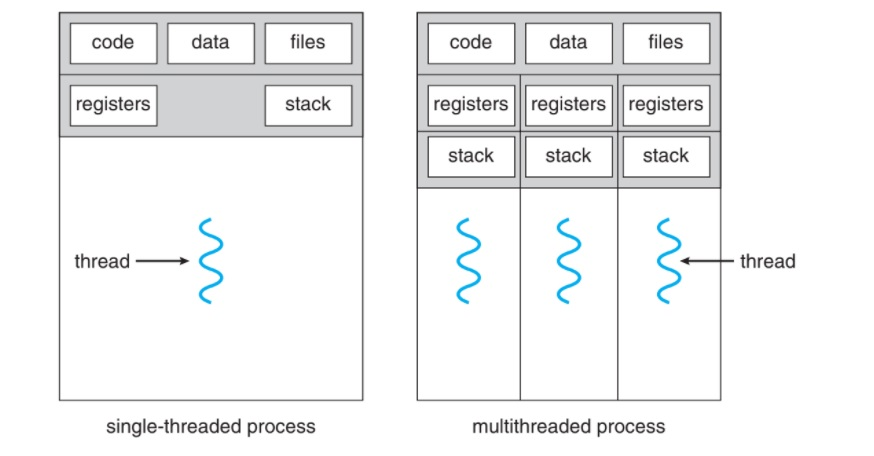 code data files
registers stack
thread
single-threaded process
code data files
registers registers registers
stack stack stack
thread
multithreaded process